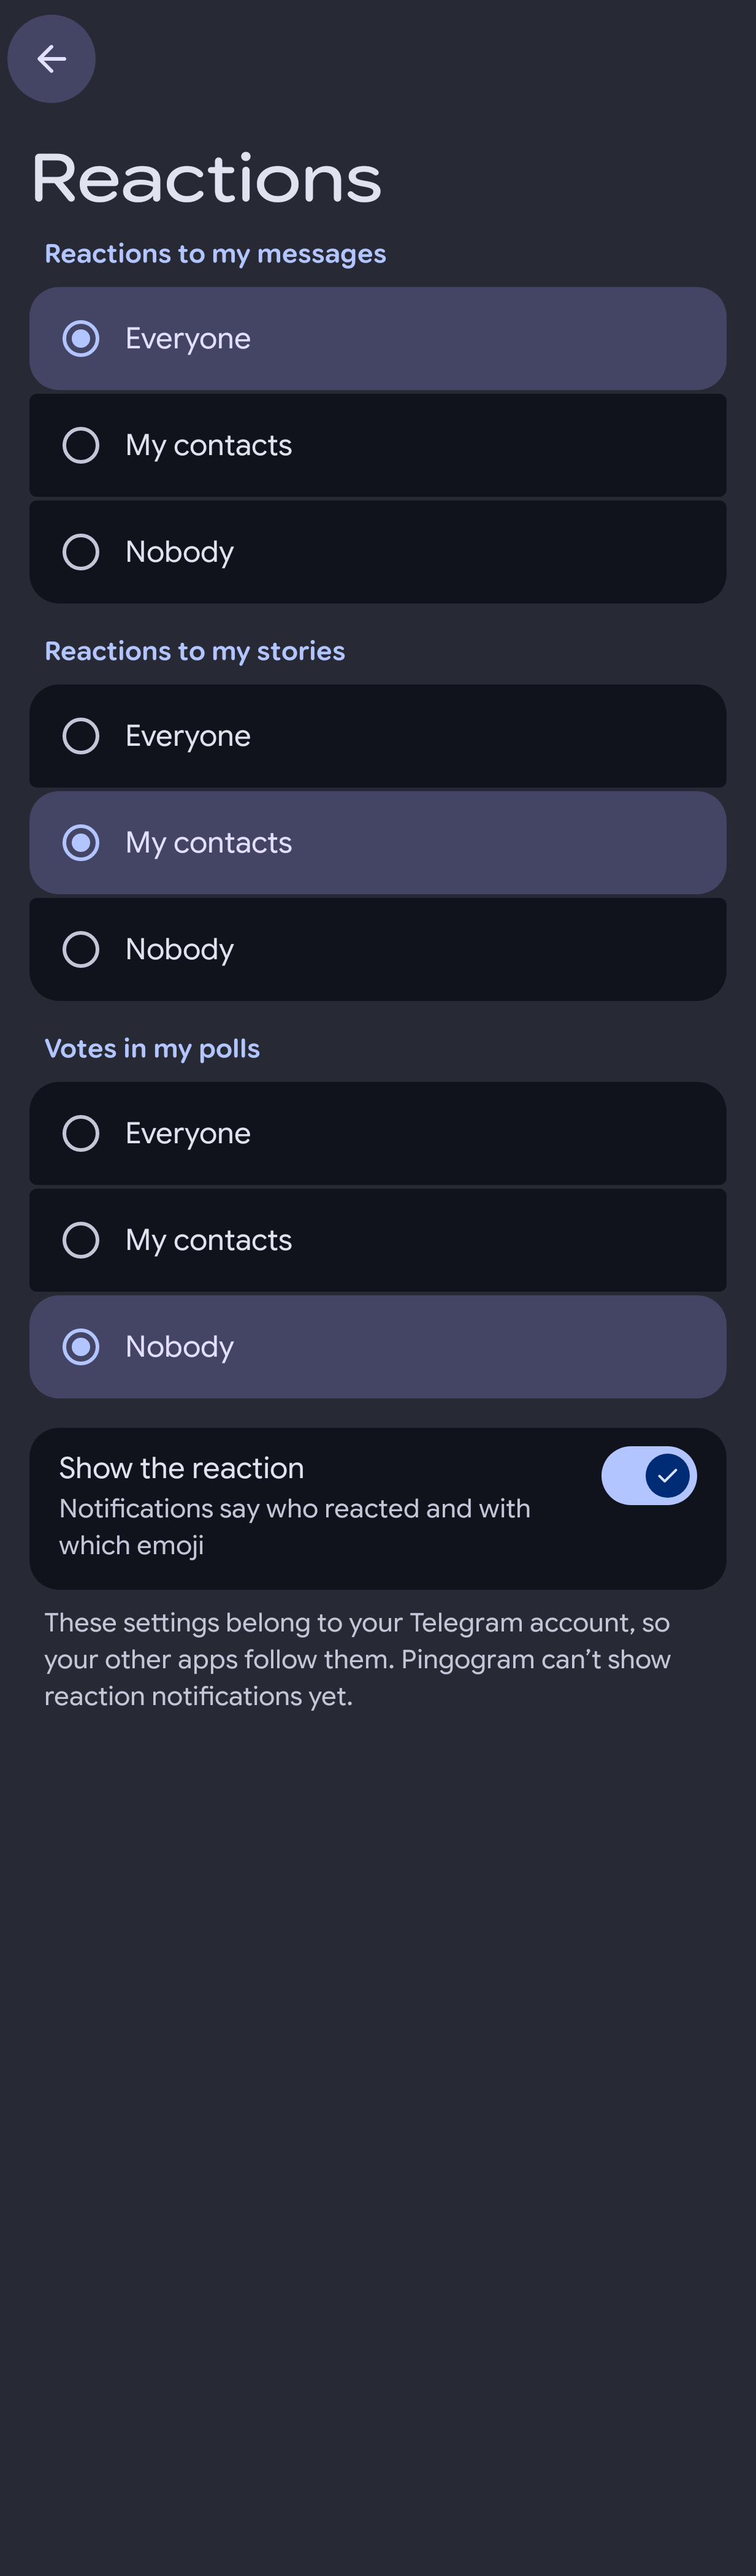 Reactions
Reactions to my messages
Everyone
My contacts
Nobody
Reactions to my stories
Everyone
My contacts
Nobody
Votes in my polls
Everyone
My contacts
Nobody
Show the reaction
Notifications say who reacted and with
which emoji
These settings belong to your Telegram account, so
your other apps follow them. Pingogram can’t show
reaction notifications yet.